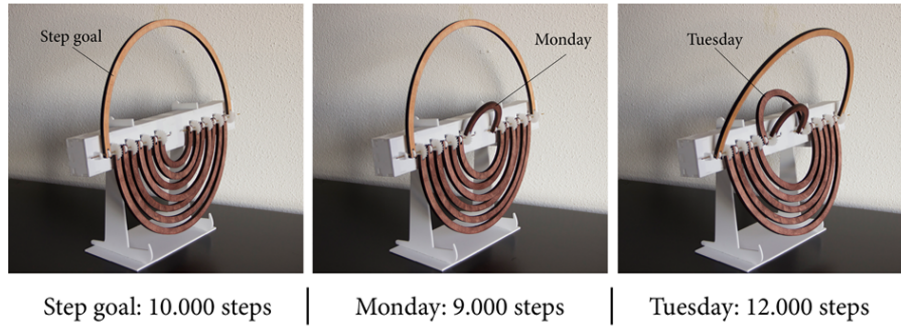 Step goal
Monday
Tuesday
Step goal: 10.000 steps
Monday: 9.000 steps
Tuesday: 12.000 steps